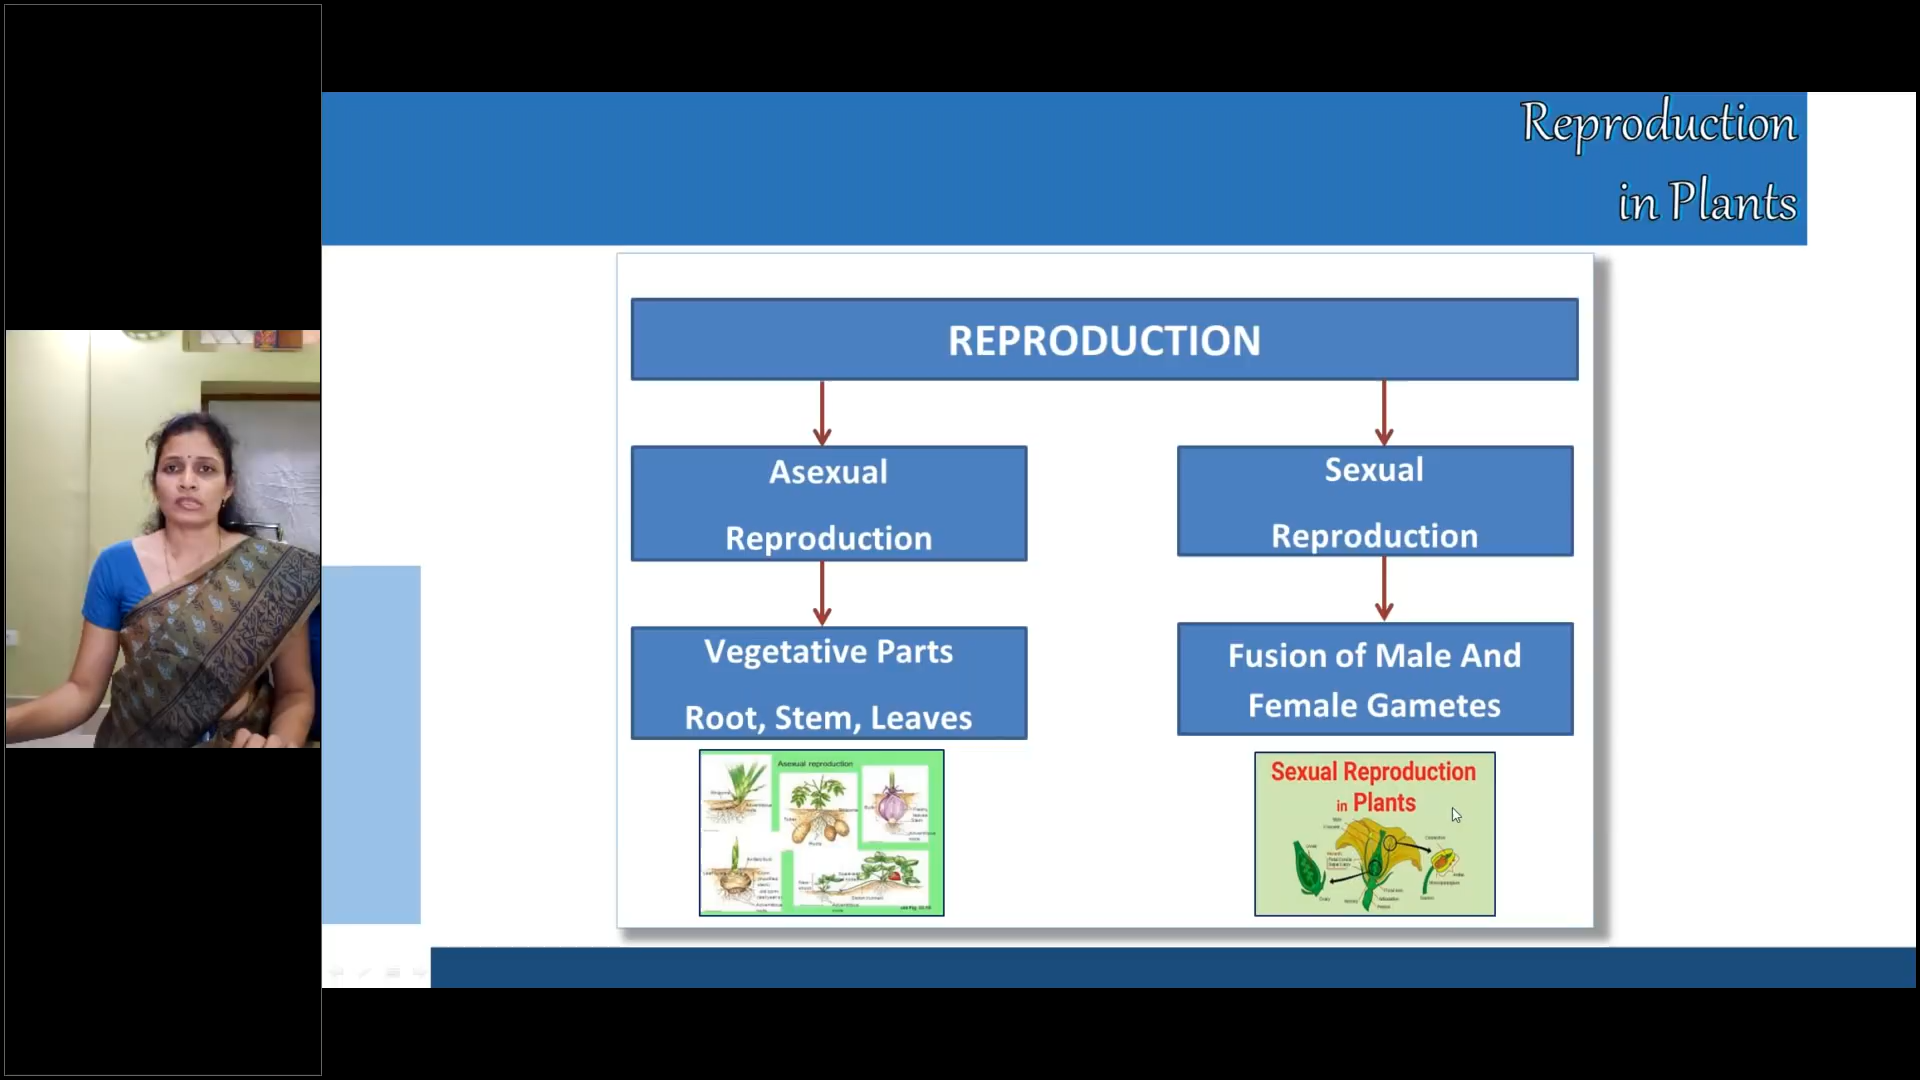 Reproduction
in Plants
REPRODUCTION
Asexual
Reproduction
Sexual
Reproduction
Vegetative Parts
Root, Stem, Leaves
Fusion of Male And
Female Gametes
Asexual reproduction
Sexual Reproduction
in Plants